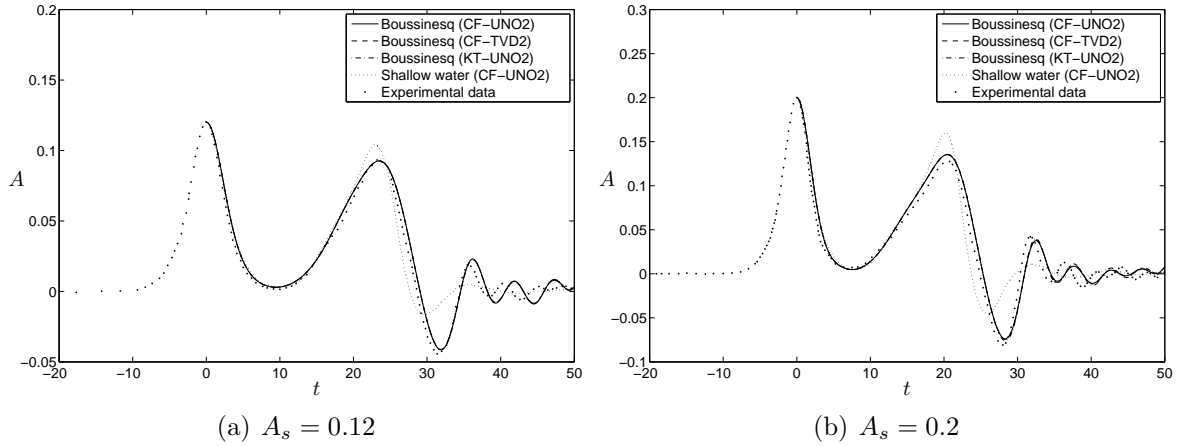 0.2
0.15
0.1
0.05
0
−0.05
A
−20 −10 0 10 20 30 40 50
t
Boussinesq (CF−UNO2)
Boussinesq (CF−TVD2)
Boussinesq (KT−UNO2)
Shallow water (CF−UNO2)
Experimental data
(a) A_s = 0.12
0.3
0.25
0.2
0.15
0.1
0.05
0
−0.05
−0.1
A
−20 −10 0 10 20 30 40 50
t
Boussinesq (CF−UNO2)
Boussinesq (CF−TVD2)
Boussinesq (KT−UNO2)
Shallow water (CF−UNO2)
Experimental data
(b) A_s = 0.2